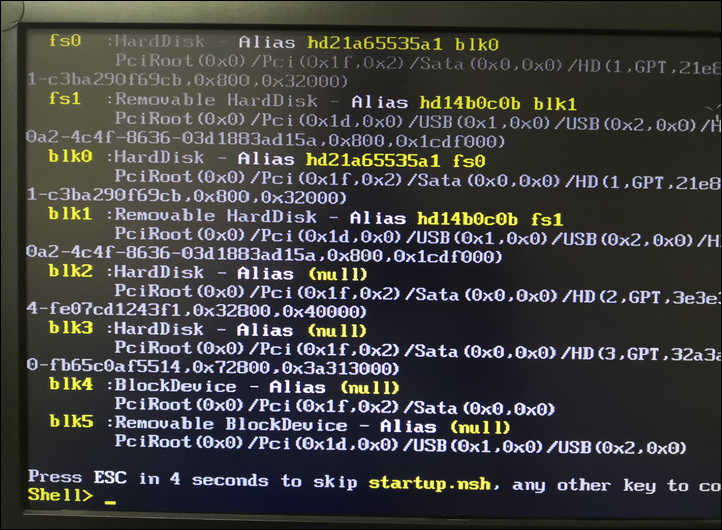 fs0 :HardDisk - Alias hd21a65535a1 blk0
PciRoot(0x0)/Pci(0x1f,0x2)/Sata(0x0,0x0)/HD(1,GPT,21e8
1-c3ba290f69cb,0x800,0x32000)
fs1 :Removable HardDisk - Alias hd14b0c0b blk1
PciRoot(0x0)/Pci(0x1d,0x0)/USB(0x1,0x0)/USB(0x2,0x0)/H
0a2-4c4f-8636-03d1883ad15a,0x800,0x1cdf000)
blk0 :HardDisk - Alias hd21a65535a1 fs0
PciRoot(0x0)/Pci(0x1f,0x2)/Sata(0x0,0x0)/HD(1,GPT,21e8
1-c3ba290f69cb,0x800,0x32000)
blk1 :Removable HardDisk - Alias hd14b0c0b fs1
PciRoot(0x0)/Pci(0x1d,0x0)/USB(0x1,0x0)/USB(0x2,0x0)/H
0a2-4c4f-8636-03d1883ad15a,0x800,0x1cdf000)
blk2 :HardDisk - Alias (null)
PciRoot(0x0)/Pci(0x1f,0x2)/Sata(0x0,0x0)/HD(2,GPT,3e3e3
4-fe07cd1243f1,0x32800,0x40000)
blk3 :HardDisk - Alias (null)
PciRoot(0x0)/Pci(0x1f,0x2)/Sata(0x0,0x0)/HD(3,GPT,32a3a
0-fb65c0af5514,0x72800,0x3a313000)
blk4 :BlockDevice - Alias (null)
PciRoot(0x0)/Pci(0x1f,0x2)/Sata(0x0,0x0)
blk5 :Removable BlockDevice - Alias (null)
PciRoot(0x0)/Pci(0x1d,0x0)/USB(0x1,0x0)/USB(0x2,0x0)
Press ESC in 4 seconds to skip startup.nsh, any other key to co
Shell> _